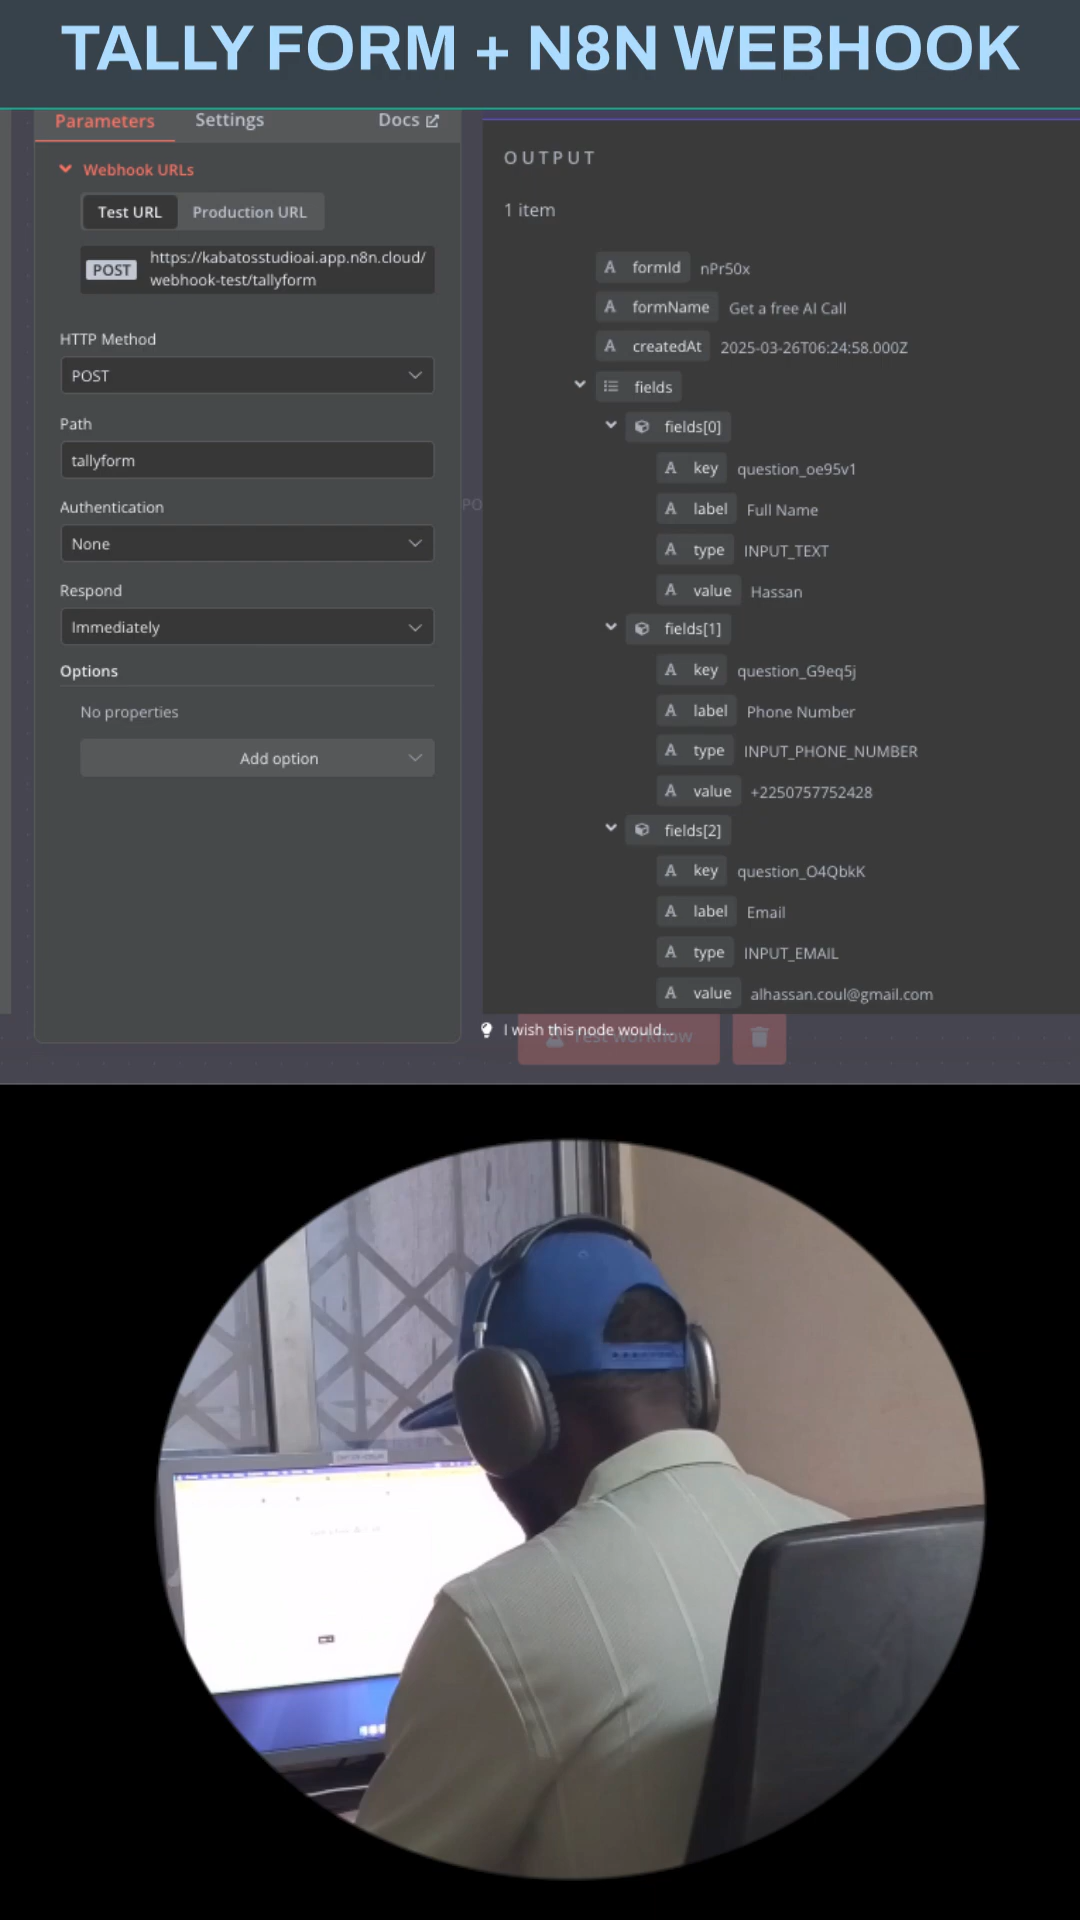 TALLY FORM + N8N WEBHOOK
Parameters
Settings
Docs
Webhook URLs
Test URL
Production URL
POST
https://kabatosstudioai.app.n8n.cloud/
webhook-test/tallyform
HTTP Method
POST
Path
tallyform
Authentication
None
Respond
Immediately
Options
No properties
Add option
PO
OUTPUT
1 item
A formId nPr50x
A formName Get a free AI Call
A createdAt 2025-03-26T06:24:58.000Z
fields
fields[0]
A key question_oe95v1
A label Full Name
A type INPUT_TEXT
A value Hassan
fields[1]
A key question_G9eq5j
A label Phone Number
A type INPUT_PHONE_NUMBER
A value +2250757752428
fields[2]
A key question_O4QbkK
A label Email
A type INPUT_EMAIL
A value alhassan.coul@gmail.com
I wish this node would...
Test workflow